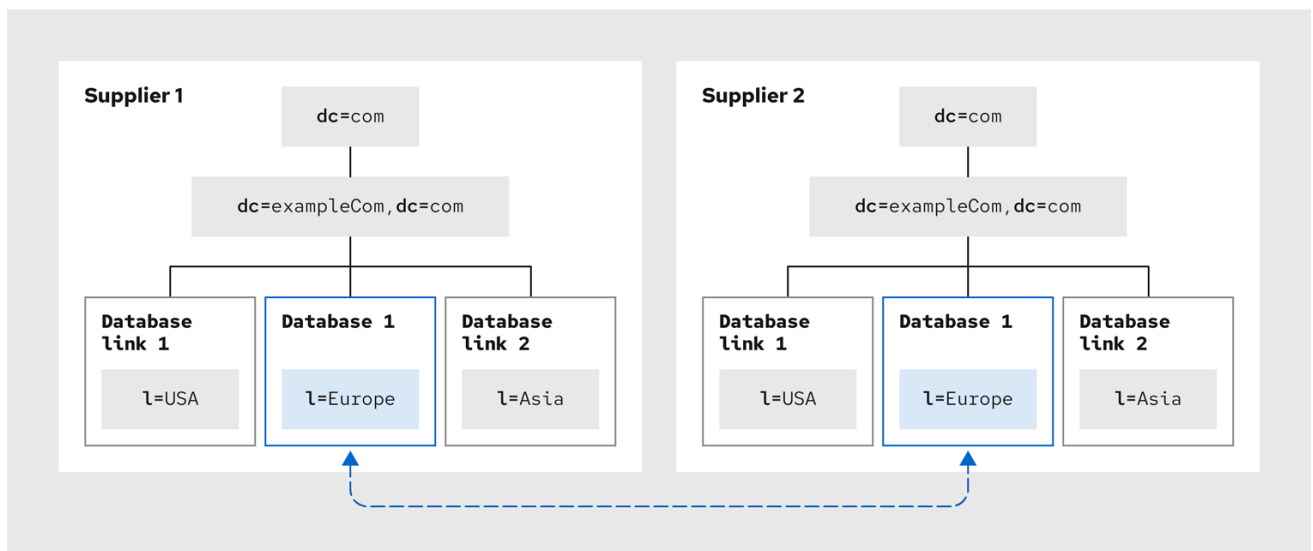 Supplier 1
dc=com
dc=exampleCom,dc=com
Database
link 1
l=USA
Database 1
l=Europe
Database
link 2
l=Asia
Supplier 2
dc=com
dc=exampleCom,dc=com
Database
link 1
l=USA
Database 1
l=Europe
Database
link 2
l=Asia